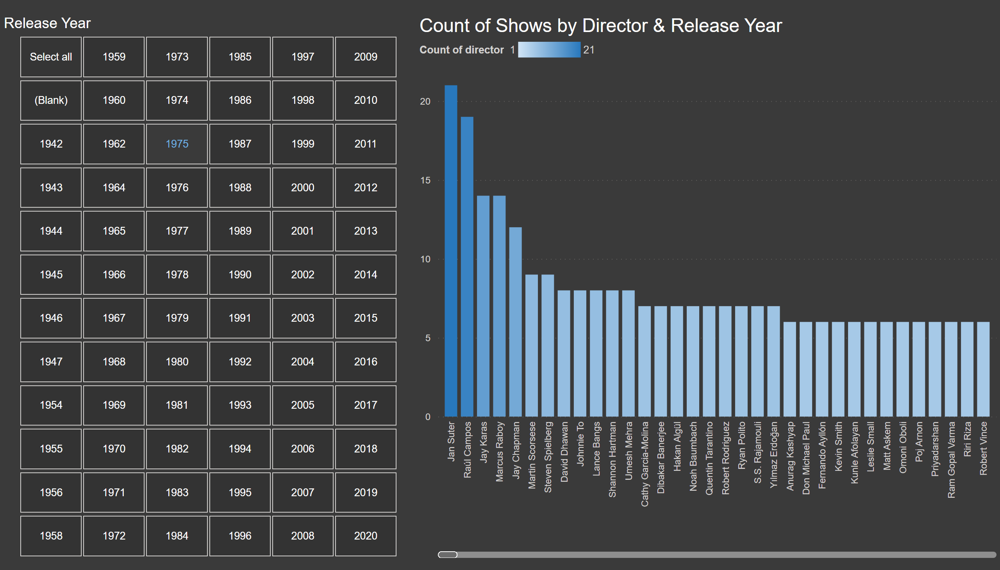 Release Year
Select all 1959 1973 1985 1997 2009
(Blank) 1960 1974 1986 1998 2010
1942 1962 1975 1987 1999 2011
1943 1964 1976 1988 2000 2012
1944 1965 1977 1989 2001 2013
1945 1966 1978 1990 2002 2014
1946 1967 1979 1991 2003 2015
1947 1968 1980 1992 2004 2016
1954 1969 1981 1993 2005 2017
1955 1970 1982 1994 2006 2018
1956 1971 1983 1995 2007 2019
1958 1972 1984 1996 2008 2020
Count of Shows by Director & Release Year
Count of director 1 21
20
15
10
5
0
Jan Suter
Raúl Campos
Jay Karas
Marcus Raboy
Jay Chapman
Martin Scorsese
Steven Spielberg
David Dhawan
Johnnie To
Lance Bangs
Shannon Hartman
Umesh Mehra
Cathy Garcia-Molina
Dibakar Banerjee
Hakan Algül
Noah Baumbach
Quentin Tarantino
Robert Rodriguez
Ryan Polito
S.S. Rajamouli
Yılmaz Erdoğan
Anurag Kashyap
Don Michael Paul
Fernando Ayllón
Kevin Smith
Kunle Afolayan
Leslie Small
Matt Askem
Omoni Oboli
Poj Arnon
Priyadarshan
Ram Gopal Varma
Riri Riza
Robert Vince